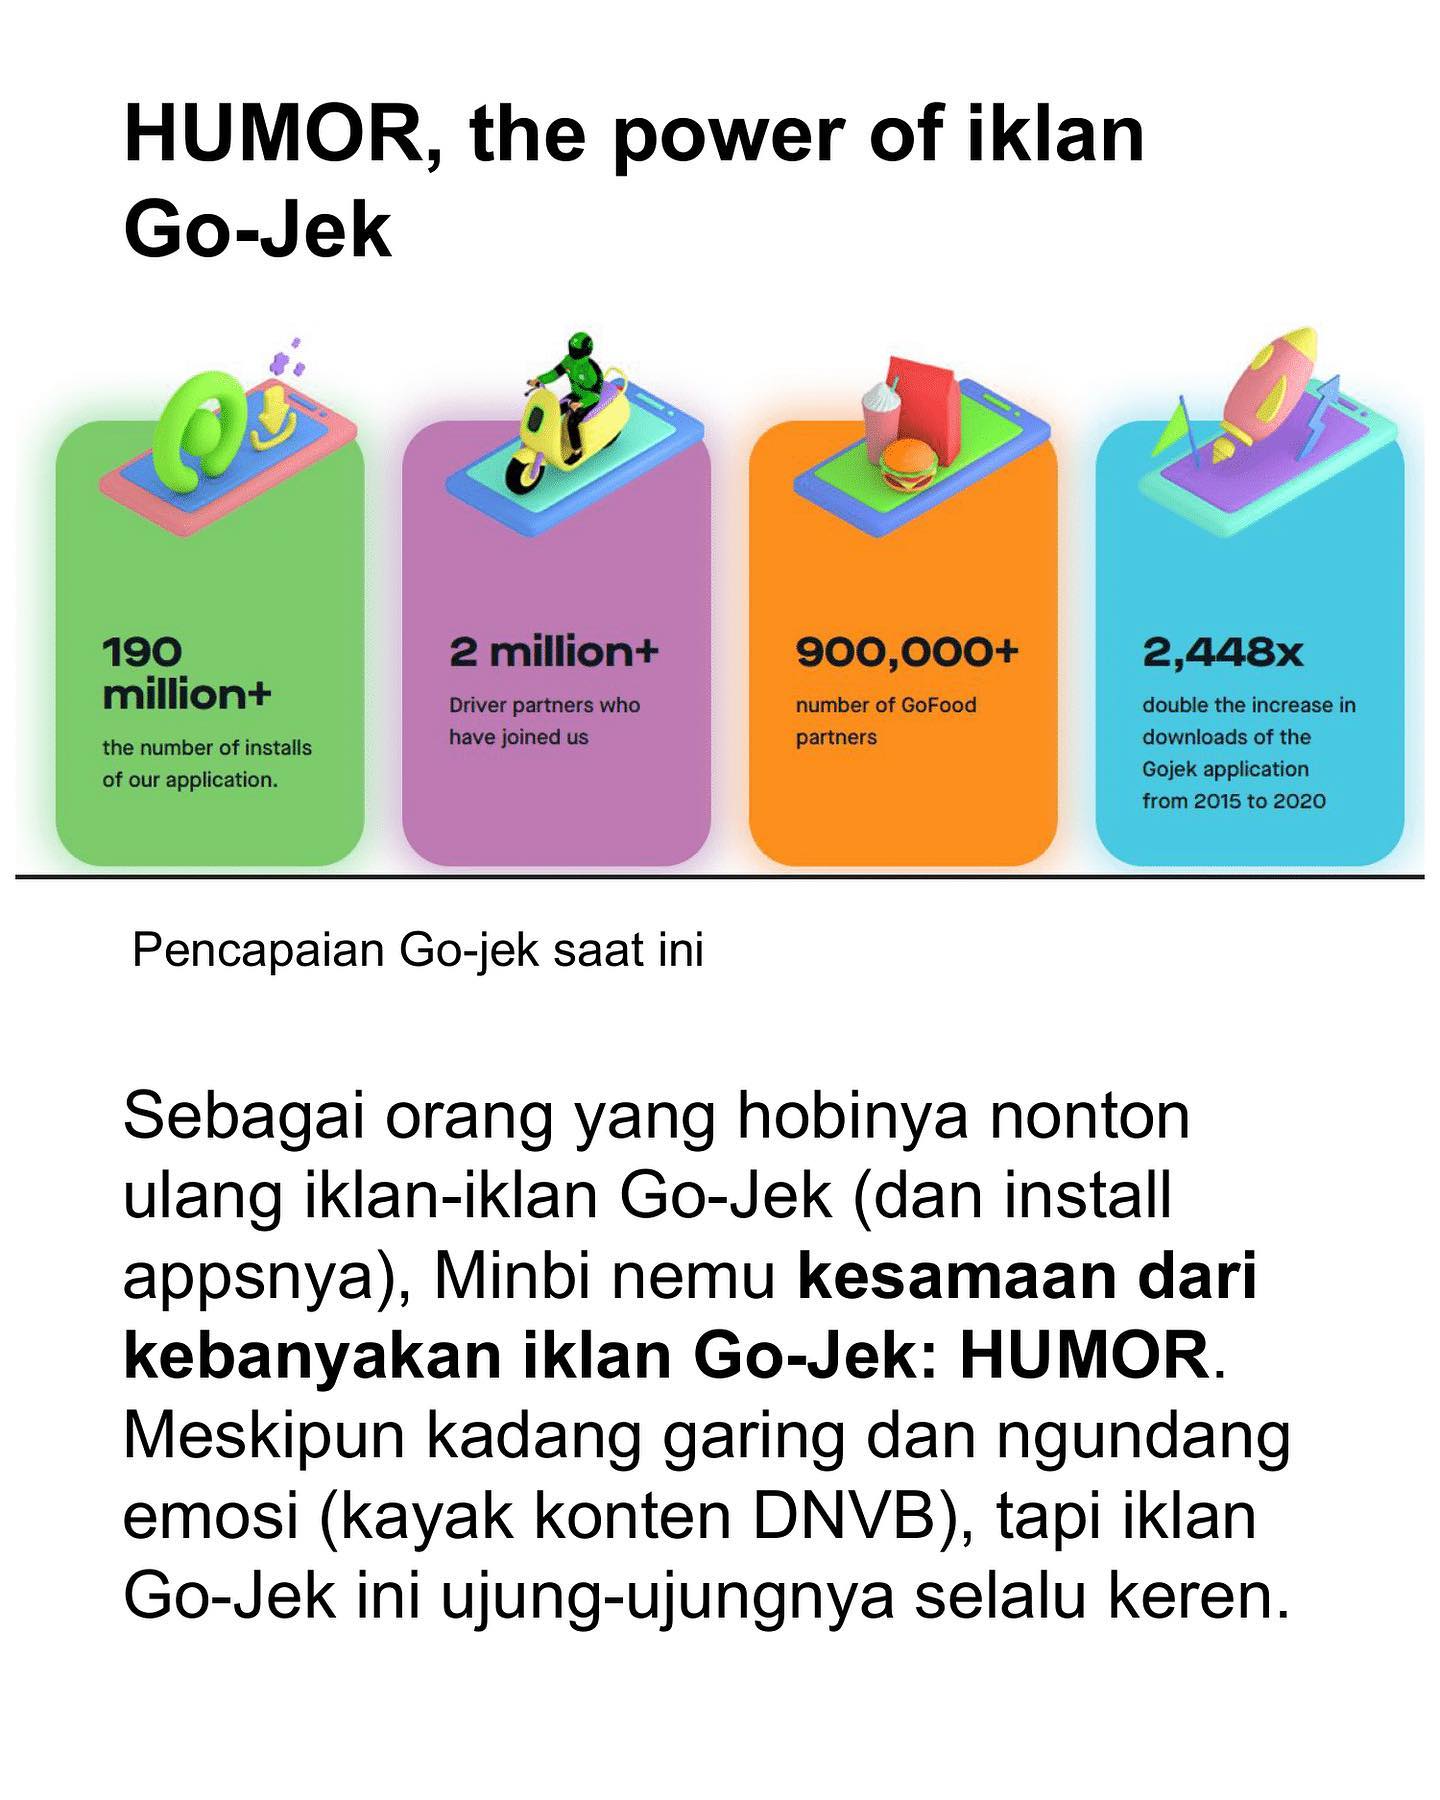 HUMOR, the power of iklan
Go-Jek
190
million+
the number of installs
of our application.
2 million+
Driver partners who
have joined us
900,000+
number of GoFood
partners
2,448x
double the increase in
downloads of the
Gojek application
from 2015 to 2020
Pencapaian Go-jek saat ini
Sebagai orang yang hobinya nonton
ulang iklan-iklan Go-Jek (dan install
appsnya), Minbi nemu kesamaan dari
kebanyakan iklan Go-Jek: HUMOR.
Meskipun kadang garing dan ngundang
emosi (kayak konten DNVB), tapi iklan
Go-Jek ini ujung-ujungnya selalu keren.